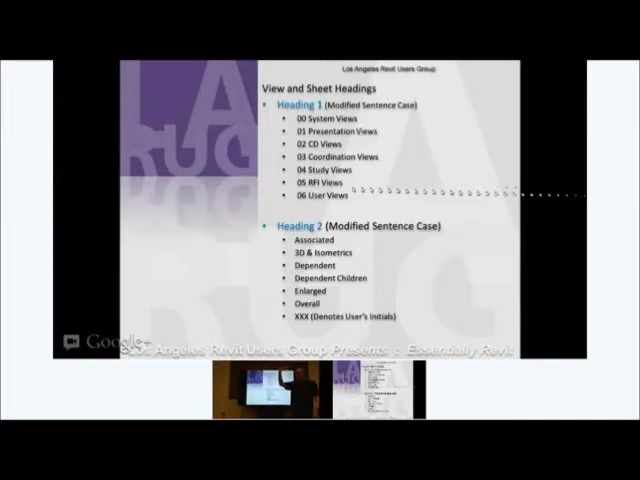 Los Angeles Revit Users Group
View and Sheet Headings
• Heading 1 (Modified Sentence Case)
• 00 System Views
• 01 Presentation Views
• 02 CD Views
• 03 Coordination Views
• 04 Study Views
• 05 RFI Views
• 06 User Views
• Heading 2 (Modified Sentence Case)
• Associated
• 3D & Isometrics
• Dependent
• Dependent Children
• Enlarged
• Overall
• XXX (Denotes User's Initials)
LA
RUG
Google+
Los Angeles Revit Users Group Presents : Essentially Revit